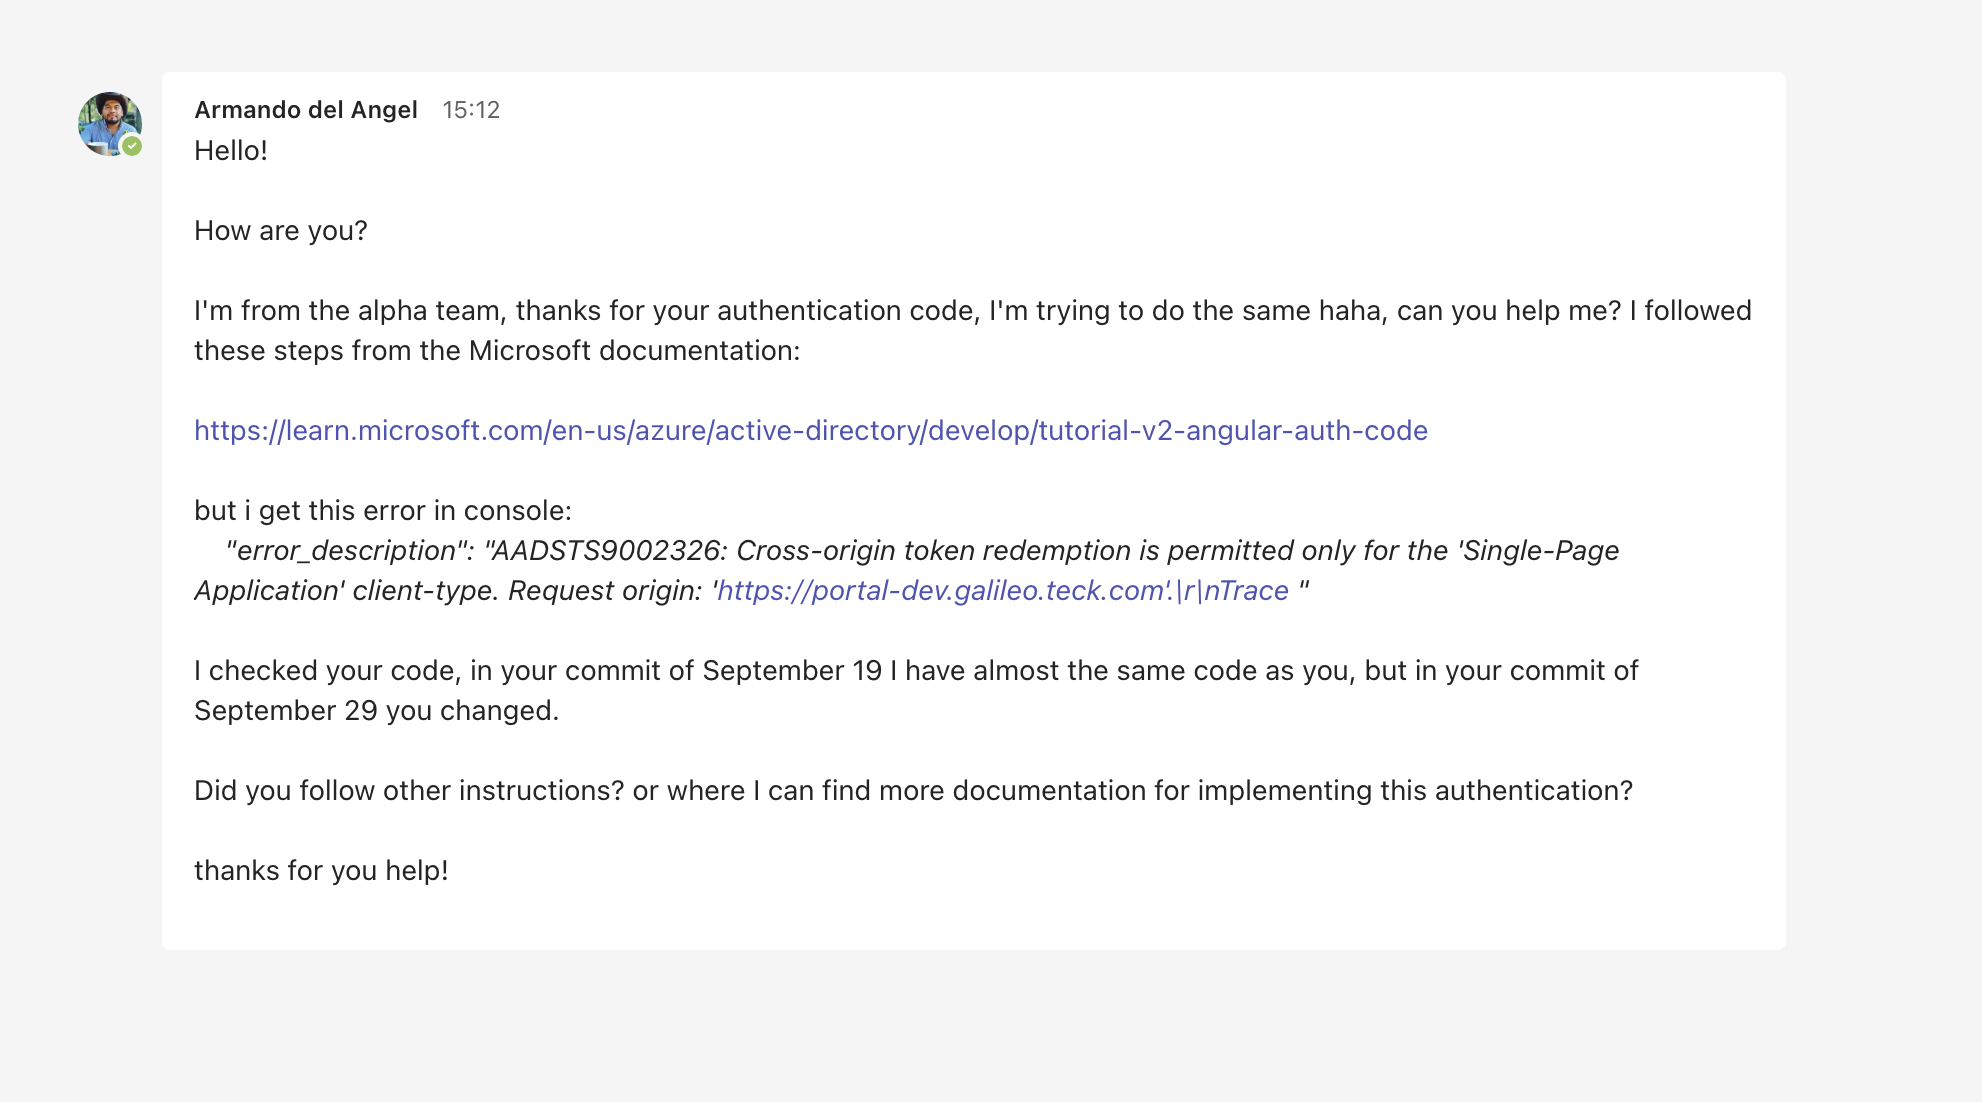 Armando del Angel 15:12
Hello!
How are you?
I'm from the alpha team, thanks for your authentication code, I'm trying to do the same haha, can you help me? I followed
these steps from the Microsoft documentation:
https://learn.microsoft.com/en-us/azure/active-directory/develop/tutorial-v2-angular-auth-code
but i get this error in console:
"error_description": "AADSTS9002326: Cross-origin token redemption is permitted only for the 'Single-Page
Application' client-type. Request origin: 'https://portal-dev.galileo.teck.com'.\r\nTrace "
I checked your code, in your commit of September 19 I have almost the same code as you, but in your commit of
September 29 you changed.
Did you follow other instructions? or where I can find more documentation for implementing this authentication?
thanks for you help!